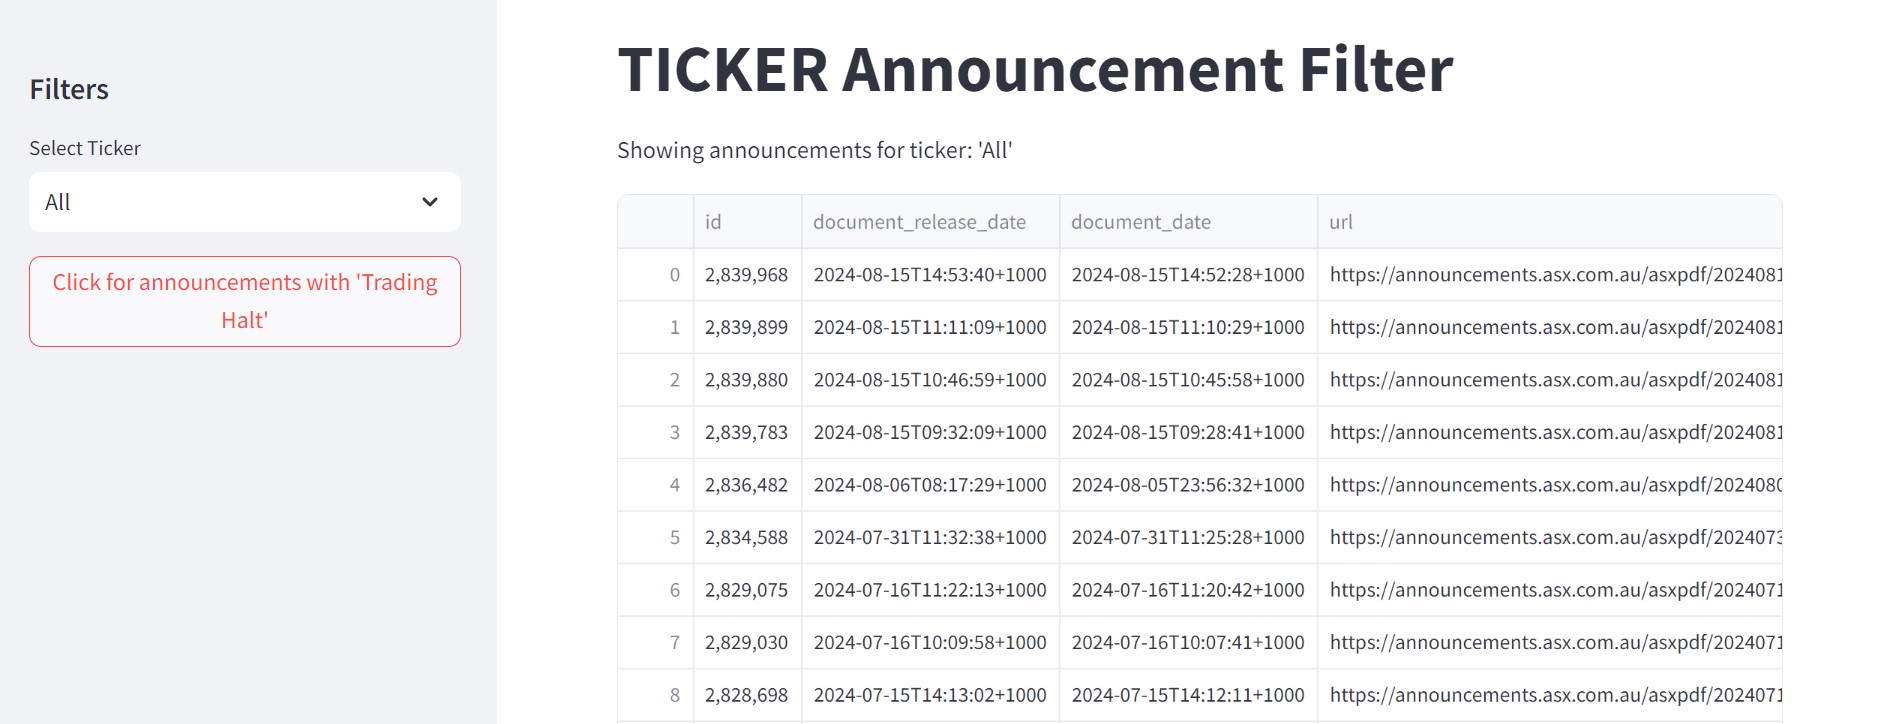 Filters
Select Ticker
All
Click for announcements with 'Trading
Halt'
TICKER Announcement Filter
Showing announcements for ticker: 'All'
id document_release_date document_date url
0 2,839,968 2024-08-15T14:53:40+1000 2024-08-15T14:52:28+1000 https://announcements.asx.com.au/asxpdf/2024081
1 2,839,899 2024-08-15T11:11:09+1000 2024-08-15T11:10:29+1000 https://announcements.asx.com.au/asxpdf/2024081
2 2,839,880 2024-08-15T10:46:59+1000 2024-08-15T10:45:58+1000 https://announcements.asx.com.au/asxpdf/2024081
3 2,839,783 2024-08-15T09:32:09+1000 2024-08-15T09:28:41+1000 https://announcements.asx.com.au/asxpdf/2024081
4 2,836,482 2024-08-06T08:17:29+1000 2024-08-05T23:56:32+1000 https://announcements.asx.com.au/asxpdf/2024080
5 2,834,588 2024-07-31T11:32:38+1000 2024-07-31T11:25:28+1000 https://announcements.asx.com.au/asxpdf/2024073
6 2,829,075 2024-07-16T11:22:13+1000 2024-07-16T11:20:42+1000 https://announcements.asx.com.au/asxpdf/2024071
7 2,829,030 2024-07-16T10:09:58+1000 2024-07-16T10:07:41+1000 https://announcements.asx.com.au/asxpdf/2024071
8 2,828,698 2024-07-15T14:13:02+1000 2024-07-15T14:12:11+1000 https://announcements.asx.com.au/asxpdf/2024071